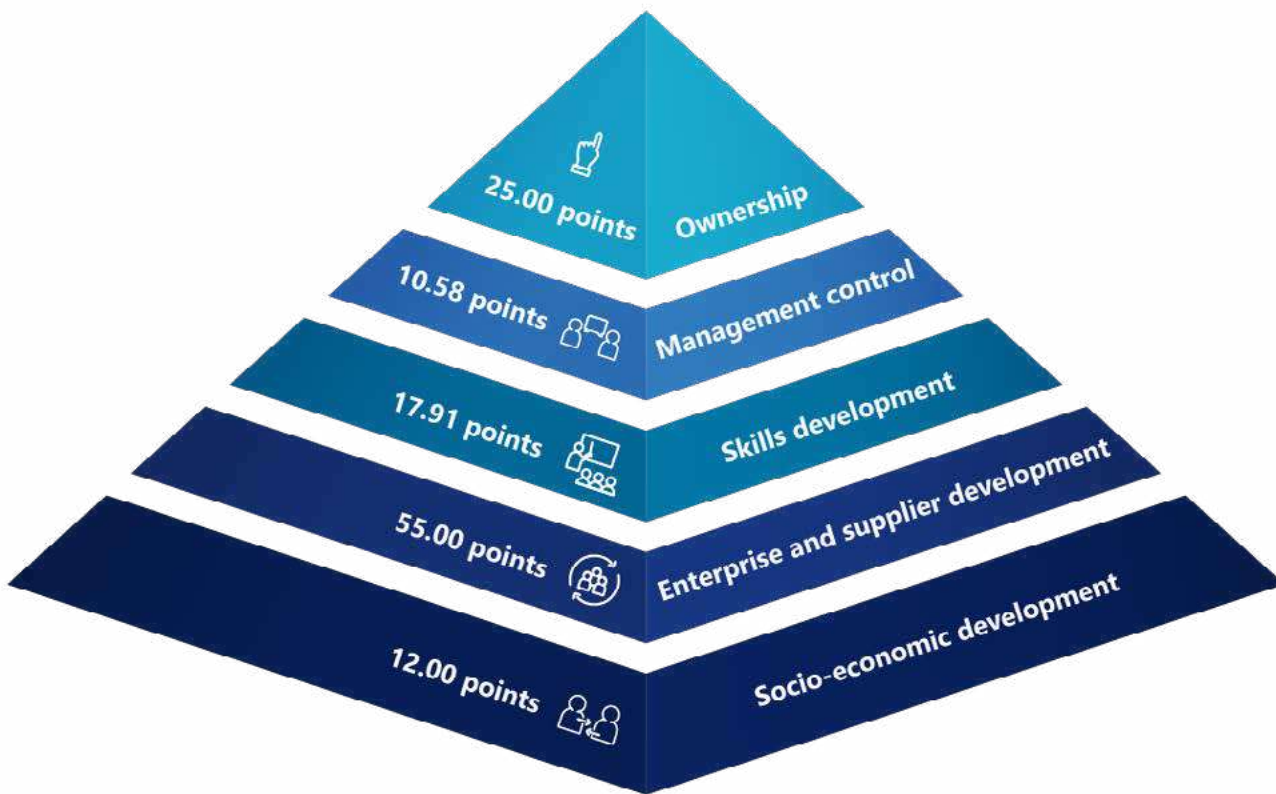 25.00 points
Ownership
10.58 points
Management control
17.91 points
Skills development
55.00 points
Enterprise and supplier development
12.00 points
Socio-economic development